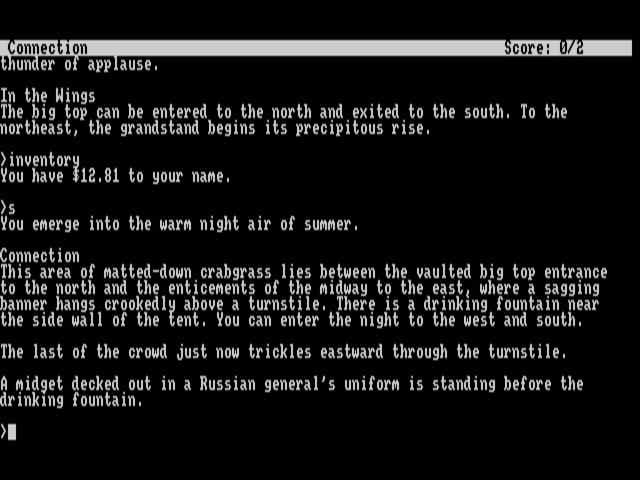 Connection Score: 0/2
thunder of applause.
In the Wings
The big top can be entered to the north and exited to the south. To the
northeast, the grandstand begins its precipitous rise.
>inventory
You have $12.81 to your name.
>s
You emerge into the warm night air of summer.
Connection
This area of matted-down crabgrass lies between the vaulted big top entrance
to the north and the enticements of the midway to the east, where a sagging
banner hangs crookedly above a turnstile. There is a drinking fountain near
the side wall of the tent. You can enter the night to the west and south.
The last of the crowd just now trickles eastward through the turnstile.
A midget decked out in a Russian general's uniform is standing before the
drinking fountain.
>